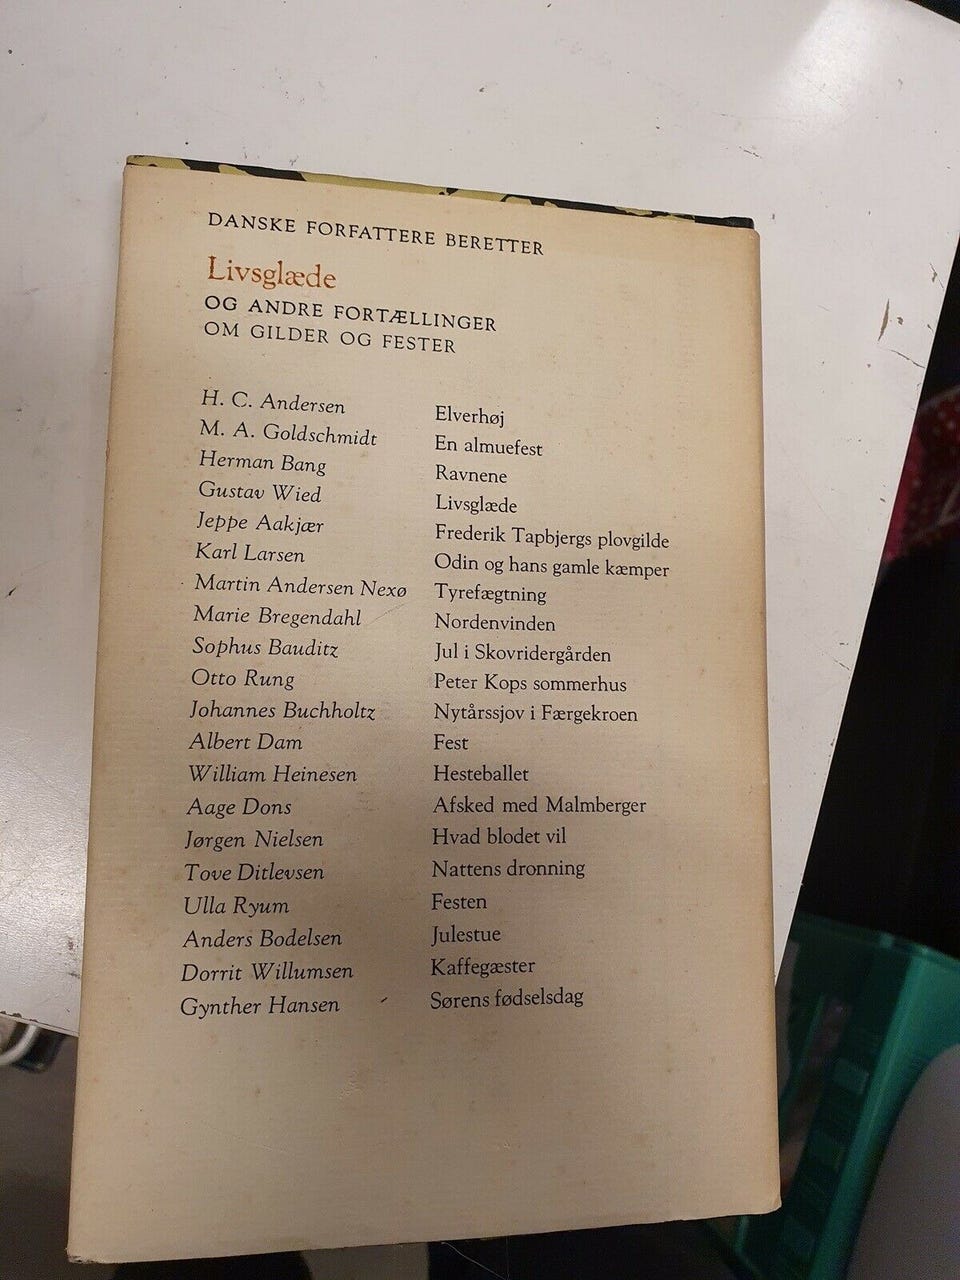 DANSKE FORFATTERE BERETTER
Livsglæde
OG ANDRE FORTÆLLINGER
OM GILDER OG FESTER
H. C. Andersen Elverhøj
M. A. Goldschmidt En almuefest
Herman Bang Ravnene
Gustav Wied Livsglæde
Jeppe Aakjær Frederik Tapbjergs plovgilde
Karl Larsen Odin og hans gamle kæmper
Martin Andersen Nexø Tyrefægtning
Marie Bregendahl Nordenvinden
Sophus Bauditz Jul i Skovridergården
Otto Rung Peter Kops sommerhus
Johannes Buchholtz Nytårssjov i Færgekroen
Albert Dam Fest
William Heinesen Hesteballet
Aage Dons Afsked med Malmberger
Jørgen Nielsen Hvad blodet vil
Tove Ditlevsen Nattens dronning
Ulla Ryum Festen
Anders Bodelsen Julestue
Dorrit Willumsen Kaffegæster
Gynther Hansen Sørens fødselsdag